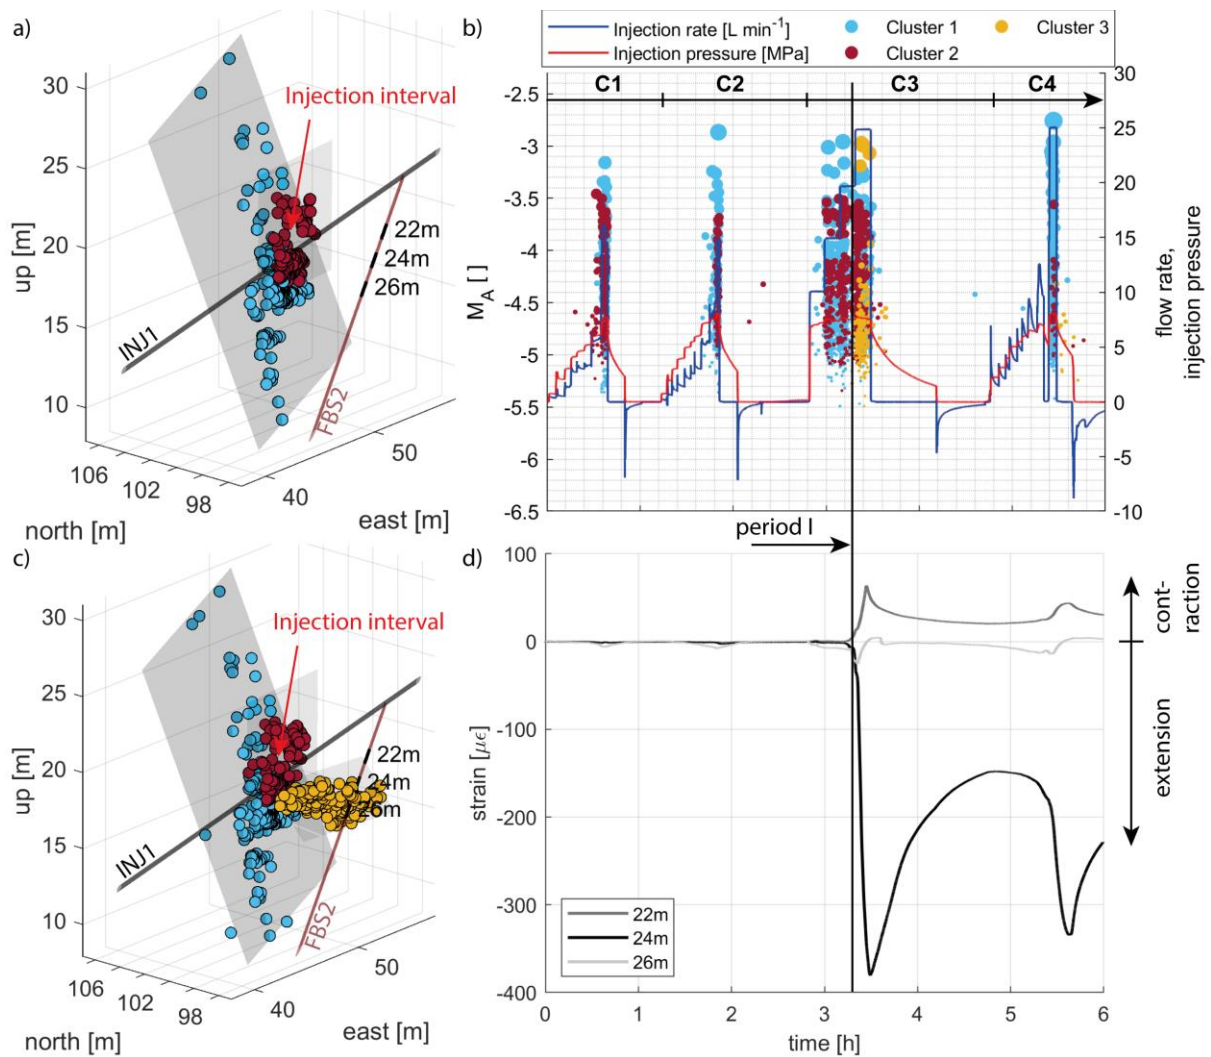 a)
30
25
20
15
10
up [m]
Injection interval
22m
24m
26m
INJ1
FBS2
106
102
98
north [m]
40
50
east [m]
b)
Injection rate [L min⁻¹]
Injection pressure [MPa]
Cluster 1
Cluster 2
Cluster 3
C1
C2
C3
C4
-2.5
-3
-3.5
-4
-4.5
-5
-5.5
-6
-6.5
M_A [ ]
30
25
20
15
10
5
0
-5
-10
flow rate,
injection pressure
period I
c)
30
25
20
15
10
up [m]
Injection interval
22m
24m
26m
INJ1
FBS2
106
102
98
north [m]
40
50
east [m]
d)
100
0
-100
-200
-300
-400
strain [με]
22m
24m
26m
0
1
2
3
4
5
6
time [h]
cont-
raction
extension